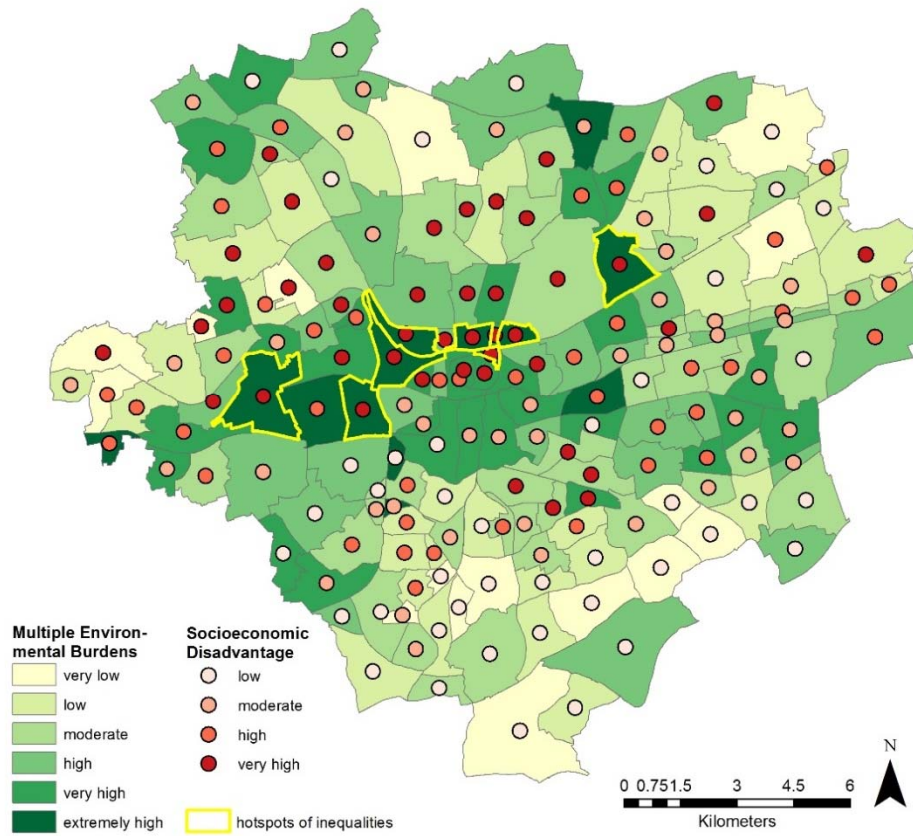 Multiple Environ-
mental Burdens
very low
low
moderate
high
very high
extremely high
Socioeconomic
Disadvantage
low
moderate
high
very high
hotspots of inequalities
N
0 0.751.5 3 4.5 6
Kilometers